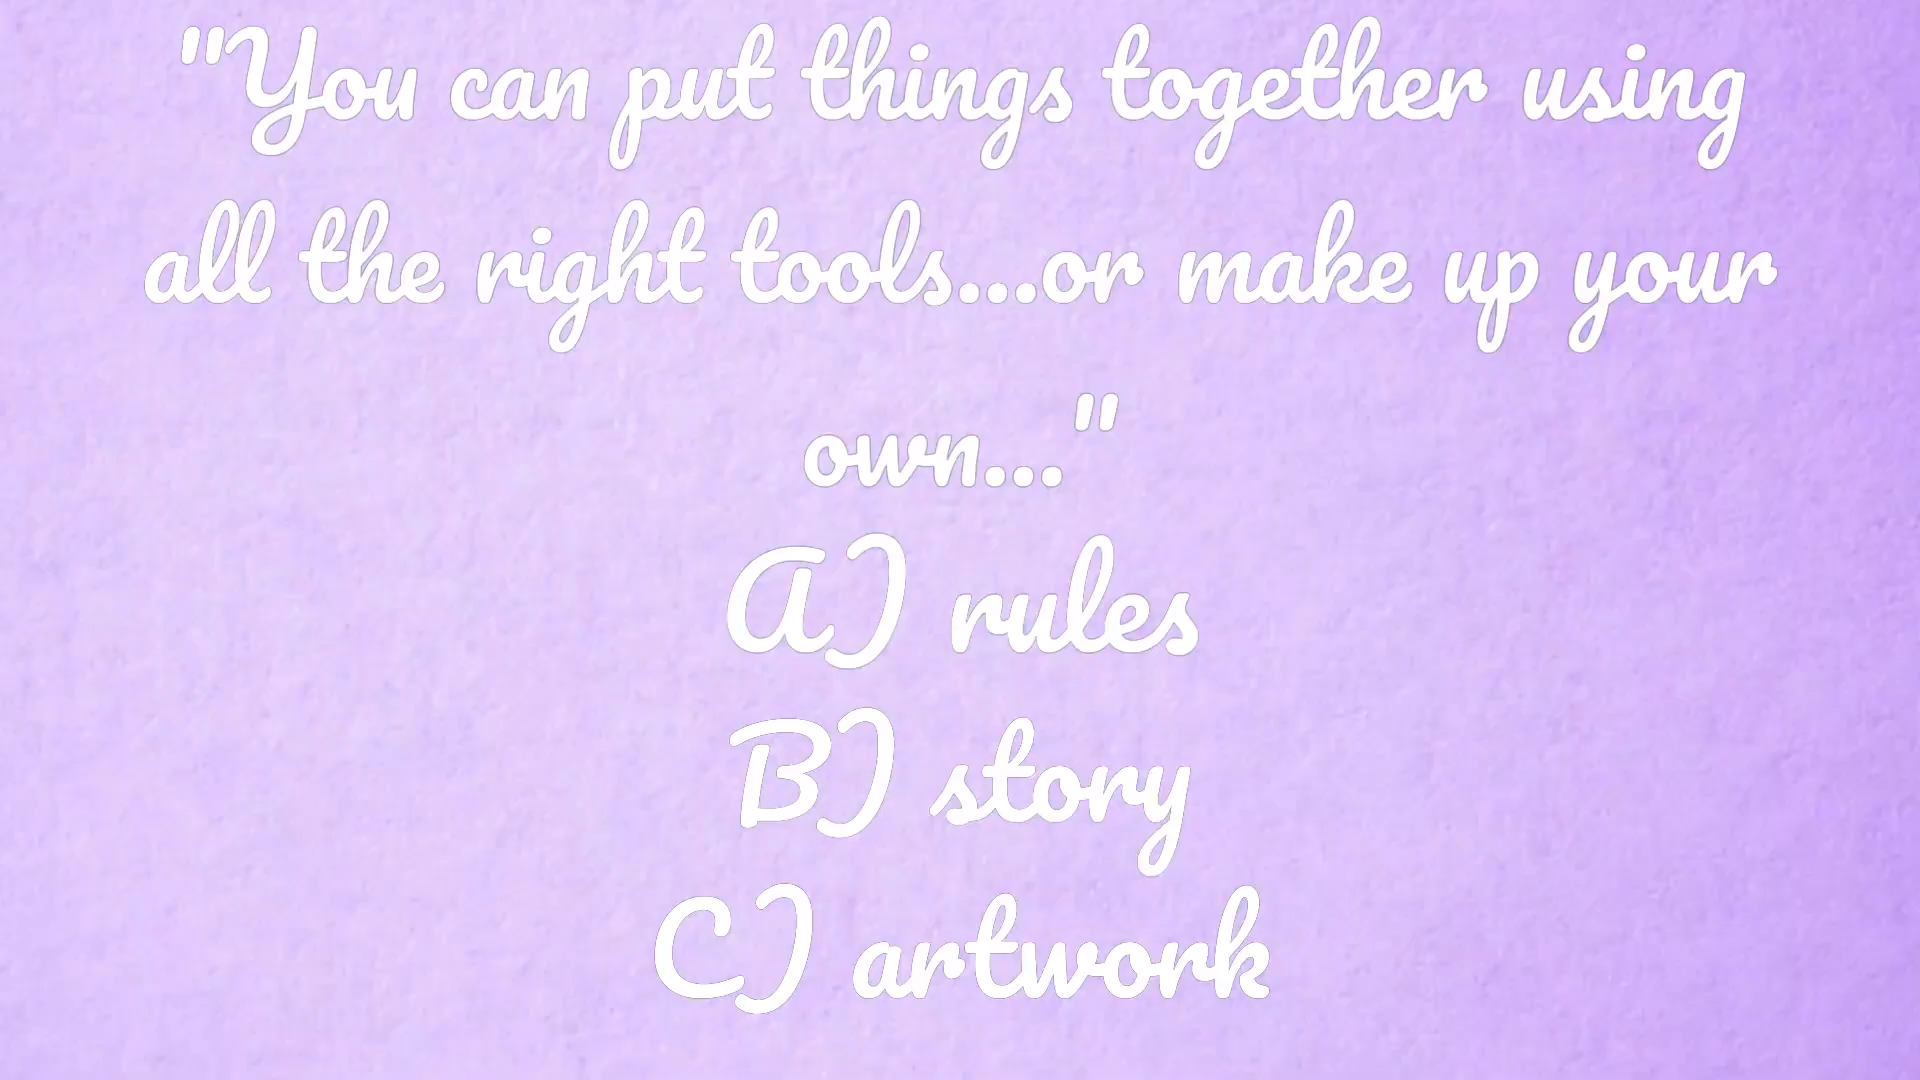 "You can put things together using
all the right tools...or make up your
own..."
A) rules
B) story
C) artwork